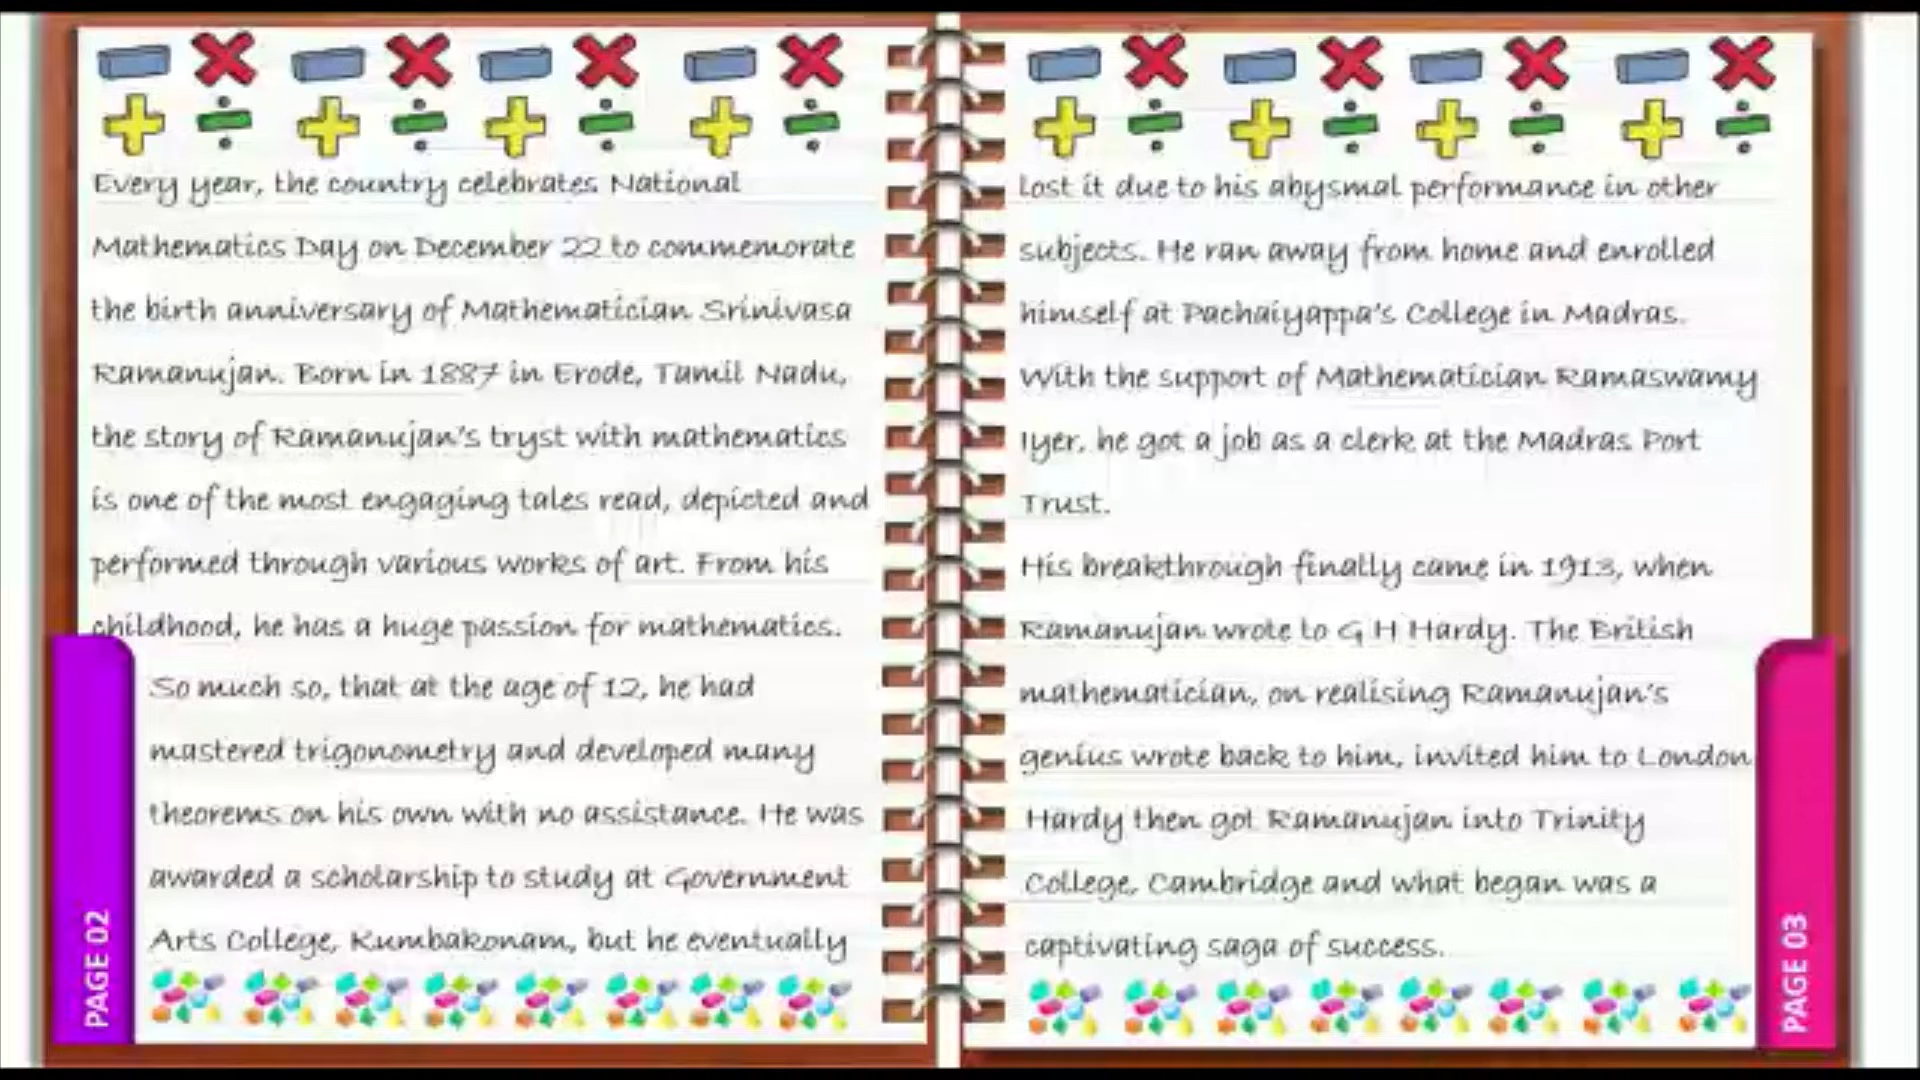 Every year, the country celebrates National
Mathematics Day on December 22 to commemorate
the birth anniversary of Mathematician Srinivasa
Ramanujan. Born in 1887 in Erode, Tamil Nadu,
the story of Ramanujan's tryst with mathematics
is one of the most engaging tales read, depicted and
performed through various works of art. From his
childhood, he has a huge passion for mathematics.
So much so, that at the age of 12, he had
mastered trigonometry and developed many
theorems on his own with no assistance. He was
awarded a scholarship to study at Government
Arts College, Kumbakonam, but he eventually
PAGE 02
lost it due to his abysmal performance in other
subjects. He ran away from home and enrolled
himself at Pachaiyappa's College in Madras.
With the support of Mathematician Ramaswamy
Iyer, he got a job as a clerk at the Madras Port
Trust.
His breakthrough finally came in 1913, when
Ramanujan wrote to G H Hardy. The British
mathematician, on realising Ramanujan's
genius wrote back to him, invited him to London
Hardy then got Ramanujan into Trinity
College, Cambridge and what began was a
captivating saga of success.
PAGE 03